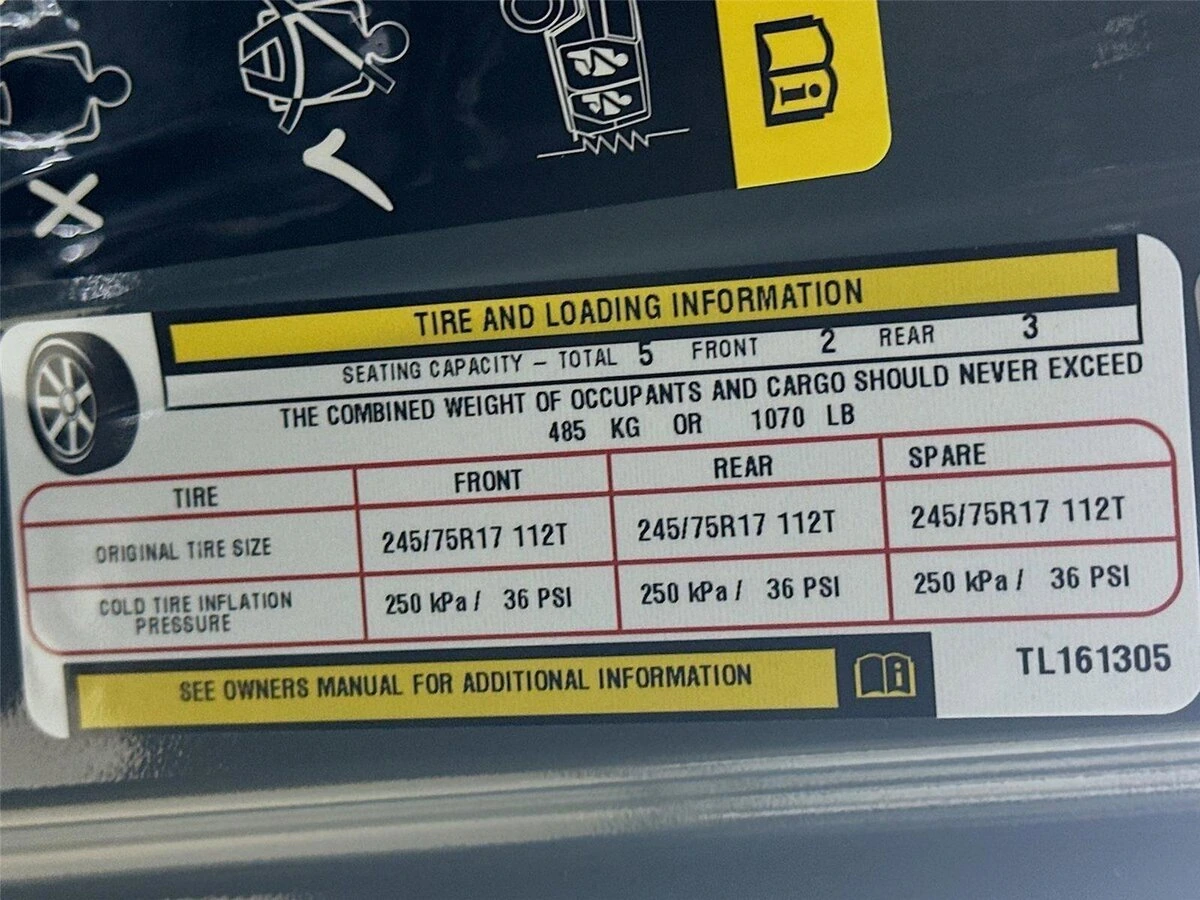 TIRE AND LOADING INFORMATION
SEATING CAPACITY – TOTAL 5 FRONT 2 REAR 3
THE COMBINED WEIGHT OF OCCUPANTS AND CARGO SHOULD NEVER EXCEED
485 KG OR 1070 LB
TIRE FRONT REAR SPARE
ORIGINAL TIRE SIZE 245/75R17 112T 245/75R17 112T 245/75R17 112T
COLD TIRE INFLATION
PRESSURE 250 kPa / 36 PSI 250 kPa / 36 PSI 250 kPa / 36 PSI
SEE OWNERS MANUAL FOR ADDITIONAL INFORMATION
TL161305